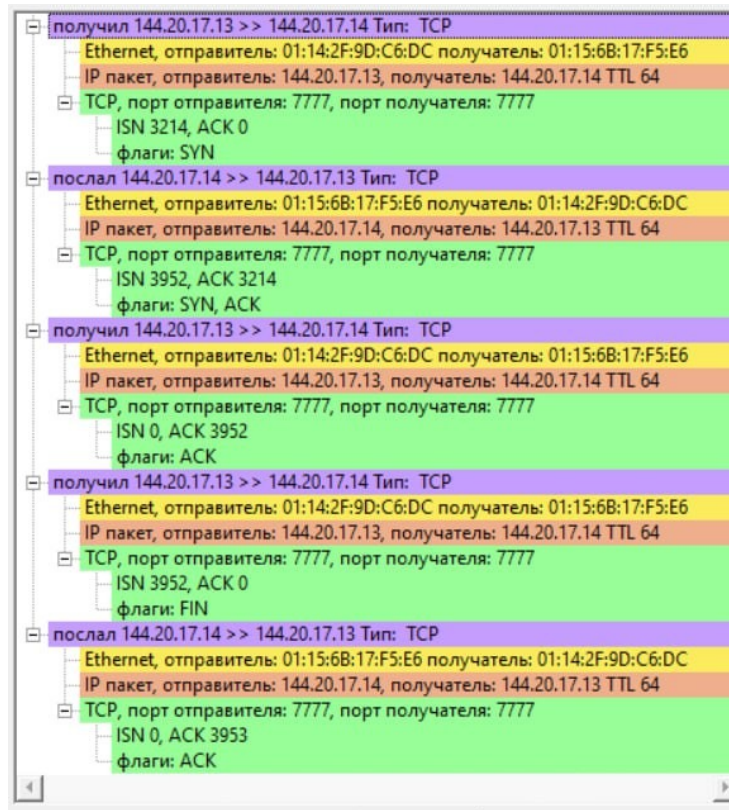 получил 144.20.17.13 >> 144.20.17.14 Тип: TCP
Ethernet, отправитель: 01:14:2F:9D:C6:DC получатель: 01:15:6B:17:F5:E6
IP пакет, отправитель: 144.20.17.13, получатель: 144.20.17.14 TTL 64
TCP, порт отправителя: 7777, порт получателя: 7777
ISN 3214, ACK 0
флаги: SYN
послал 144.20.17.14 >> 144.20.17.13 Тип: TCP
Ethernet, отправитель: 01:15:6B:17:F5:E6 получатель: 01:14:2F:9D:C6:DC
IP пакет, отправитель: 144.20.17.14, получатель: 144.20.17.13 TTL 64
TCP, порт отправителя: 7777, порт получателя: 7777
ISN 3952, ACK 3214
флаги: SYN, ACK
получил 144.20.17.13 >> 144.20.17.14 Тип: TCP
Ethernet, отправитель: 01:14:2F:9D:C6:DC получатель: 01:15:6B:17:F5:E6
IP пакет, отправитель: 144.20.17.13, получатель: 144.20.17.14 TTL 64
TCP, порт отправителя: 7777, порт получателя: 7777
ISN 0, ACK 3952
флаги: ACK
получил 144.20.17.13 >> 144.20.17.14 Тип: TCP
Ethernet, отправитель: 01:14:2F:9D:C6:DC получатель: 01:15:6B:17:F5:E6
IP пакет, отправитель: 144.20.17.13, получатель: 144.20.17.14 TTL 64
TCP, порт отправителя: 7777, порт получателя: 7777
ISN 3952, ACK 0
флаги: FIN
послал 144.20.17.14 >> 144.20.17.13 Тип: TCP
Ethernet, отправитель: 01:15:6B:17:F5:E6 получатель: 01:14:2F:9D:C6:DC
IP пакет, отправитель: 144.20.17.14, получатель: 144.20.17.13 TTL 64
TCP, порт отправителя: 7777, порт получателя: 7777
ISN 0, ACK 3953
флаги: ACK